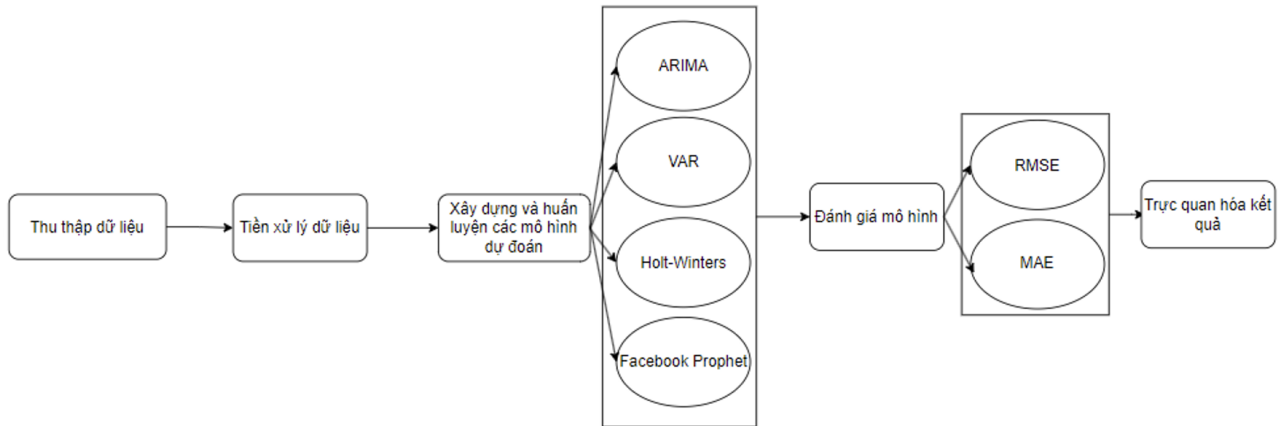 Thu thập dữ liệu
Tiền xử lý dữ liệu
Xây dựng và huấn
luyện các mô hình
dự đoán
ARIMA
VAR
Holt-Winters
Facebook Prophet
Đánh giá mô hình
RMSE
MAE
Trực quan hóa kết
quả